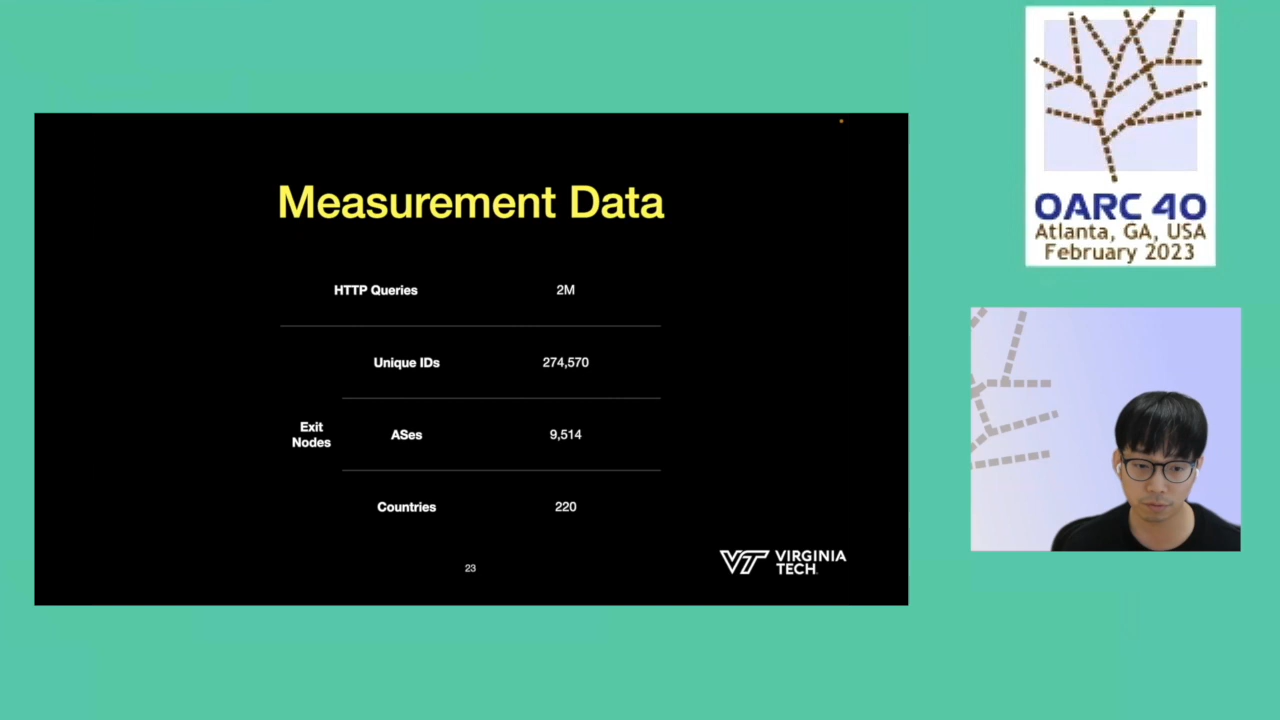 Measurement Data
HTTP Queries 2M
Unique IDs 274,570
Exit
Nodes
ASes 9,514
Countries 220
23
VT VIRGINIA
TECH
OARC 40
Atlanta, GA, USA
February 2023